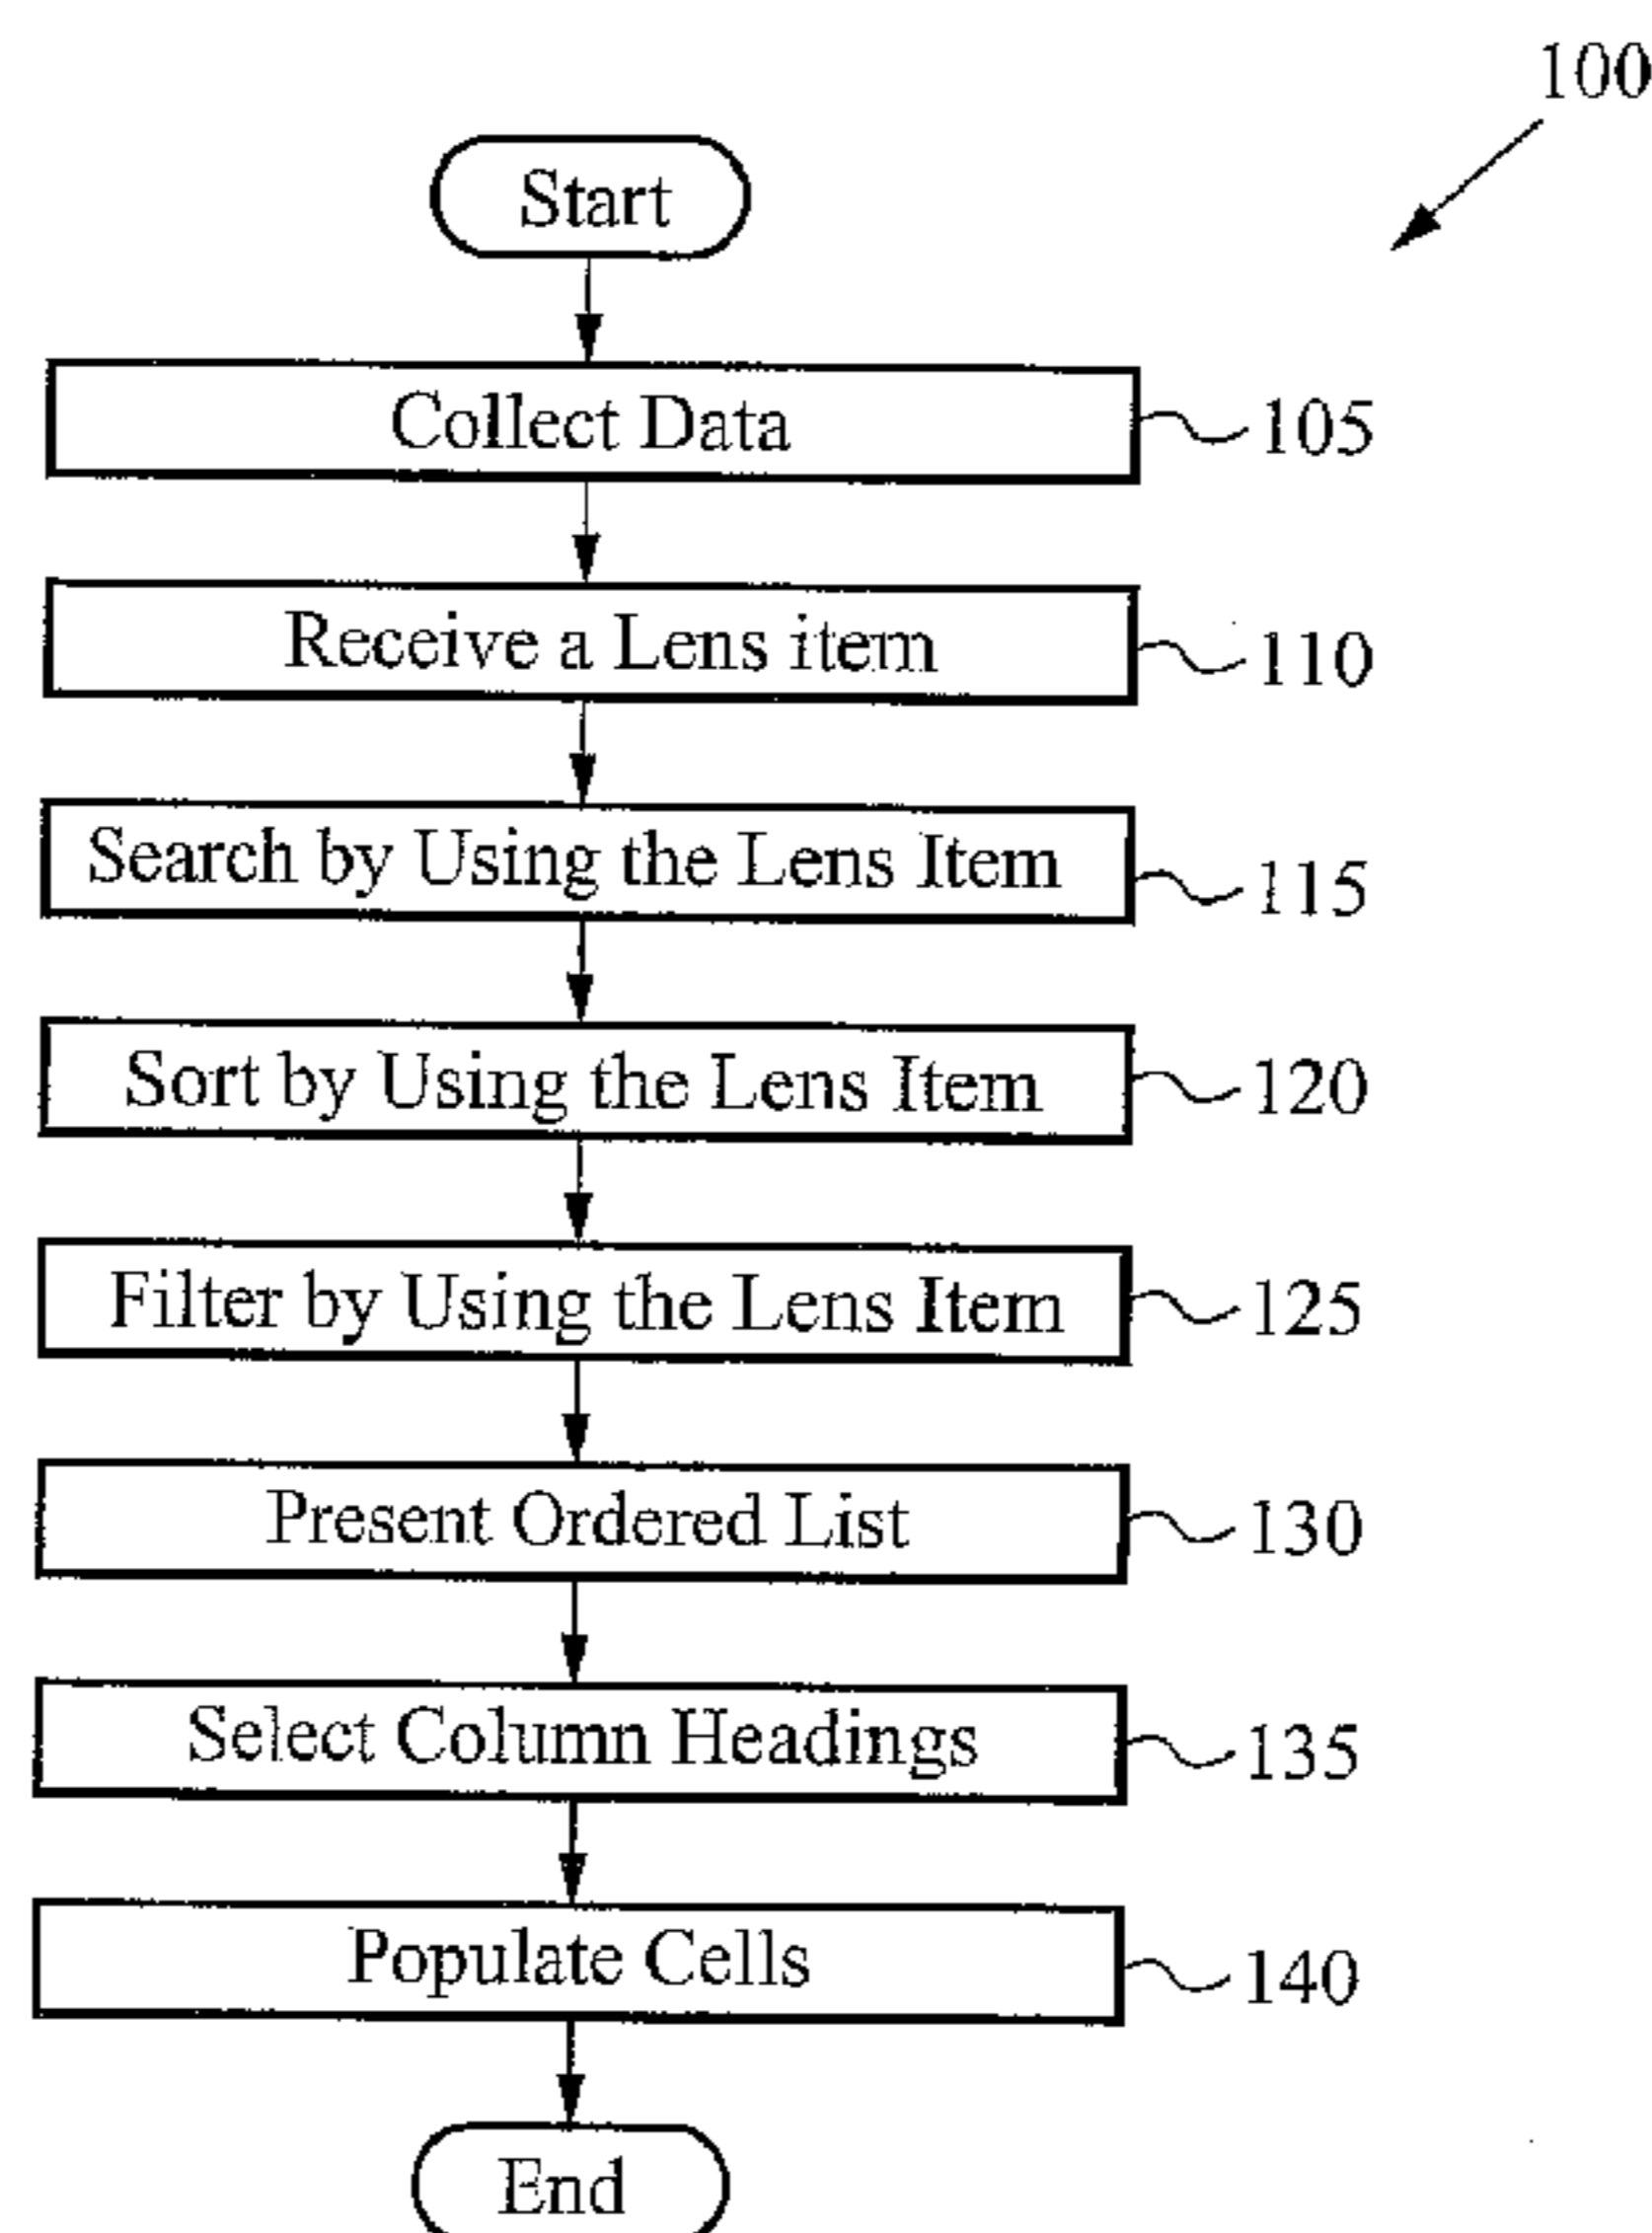 100
Start
Collect Data
105
Receive a Lens item
110
Search by Using the Lens Item
115
Sort by Using the Lens Item
120
Filter by Using the Lens Item
125
Present Ordered List
130
Select Column Headings
135
Populate Cells
140
End